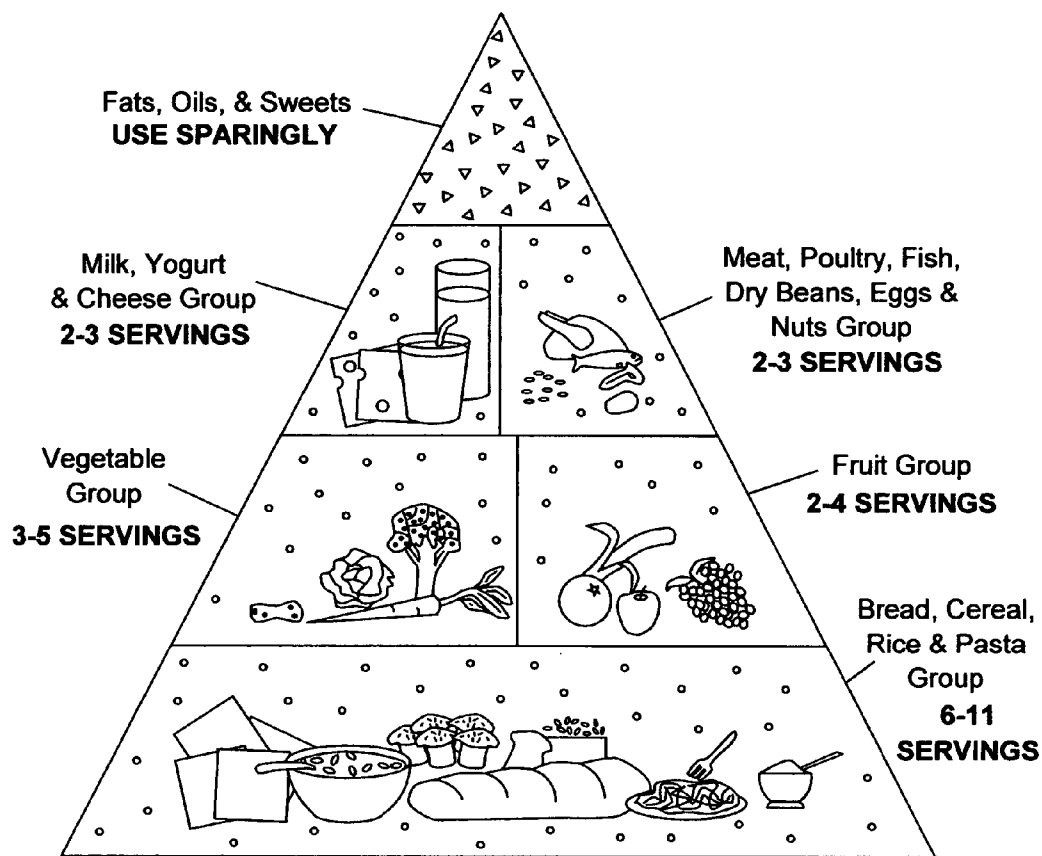 Fats, Oils, & Sweets
USE SPARINGLY
Milk, Yogurt
& Cheese Group
2-3 SERVINGS
Meat, Poultry, Fish,
Dry Beans, Eggs &
Nuts Group
2-3 SERVINGS
Vegetable
Group
3-5 SERVINGS
Fruit Group
2-4 SERVINGS
Bread, Cereal,
Rice & Pasta
Group
6-11
SERVINGS